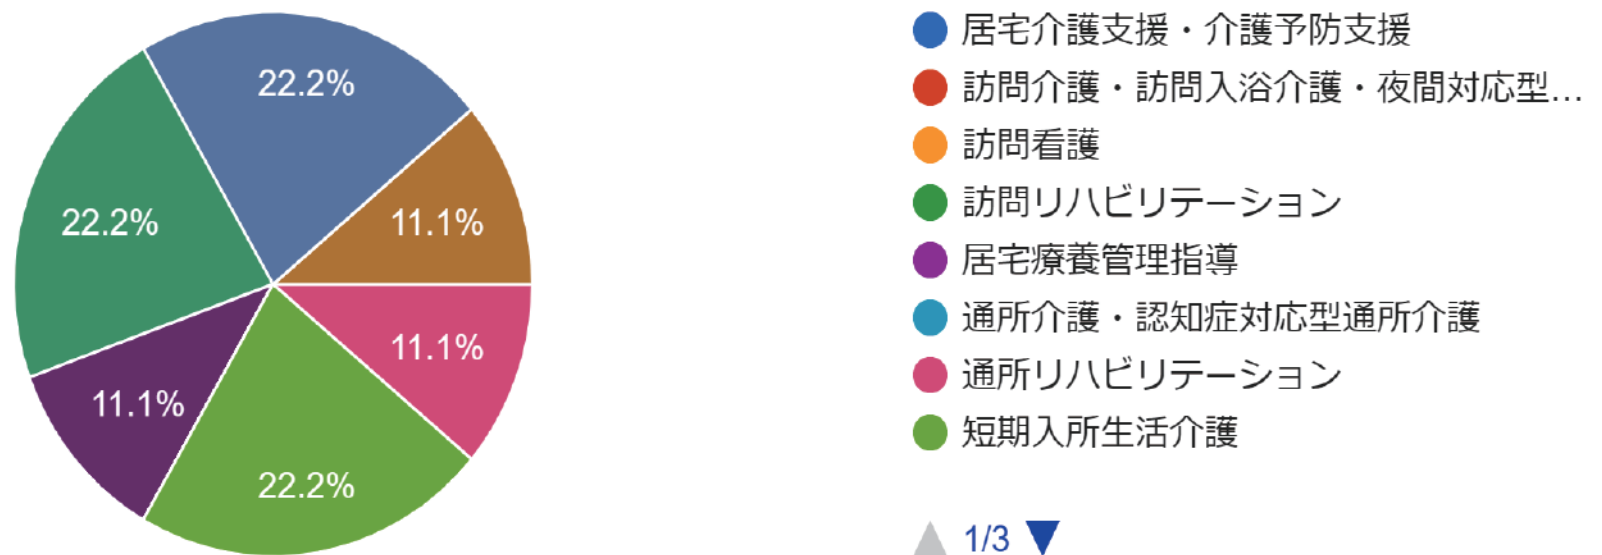 22.2%
11.1%
22.2%
11.1%
11.1%
22.2%
居宅介護支援・介護予防支援
訪問介護・訪問入浴介護・夜間対応型...
訪問看護
訪問リハビリテーション
居宅療養管理指導
通所介護・認知症対応型通所介護
通所リハビリテーション
短期入所生活介護
1/3